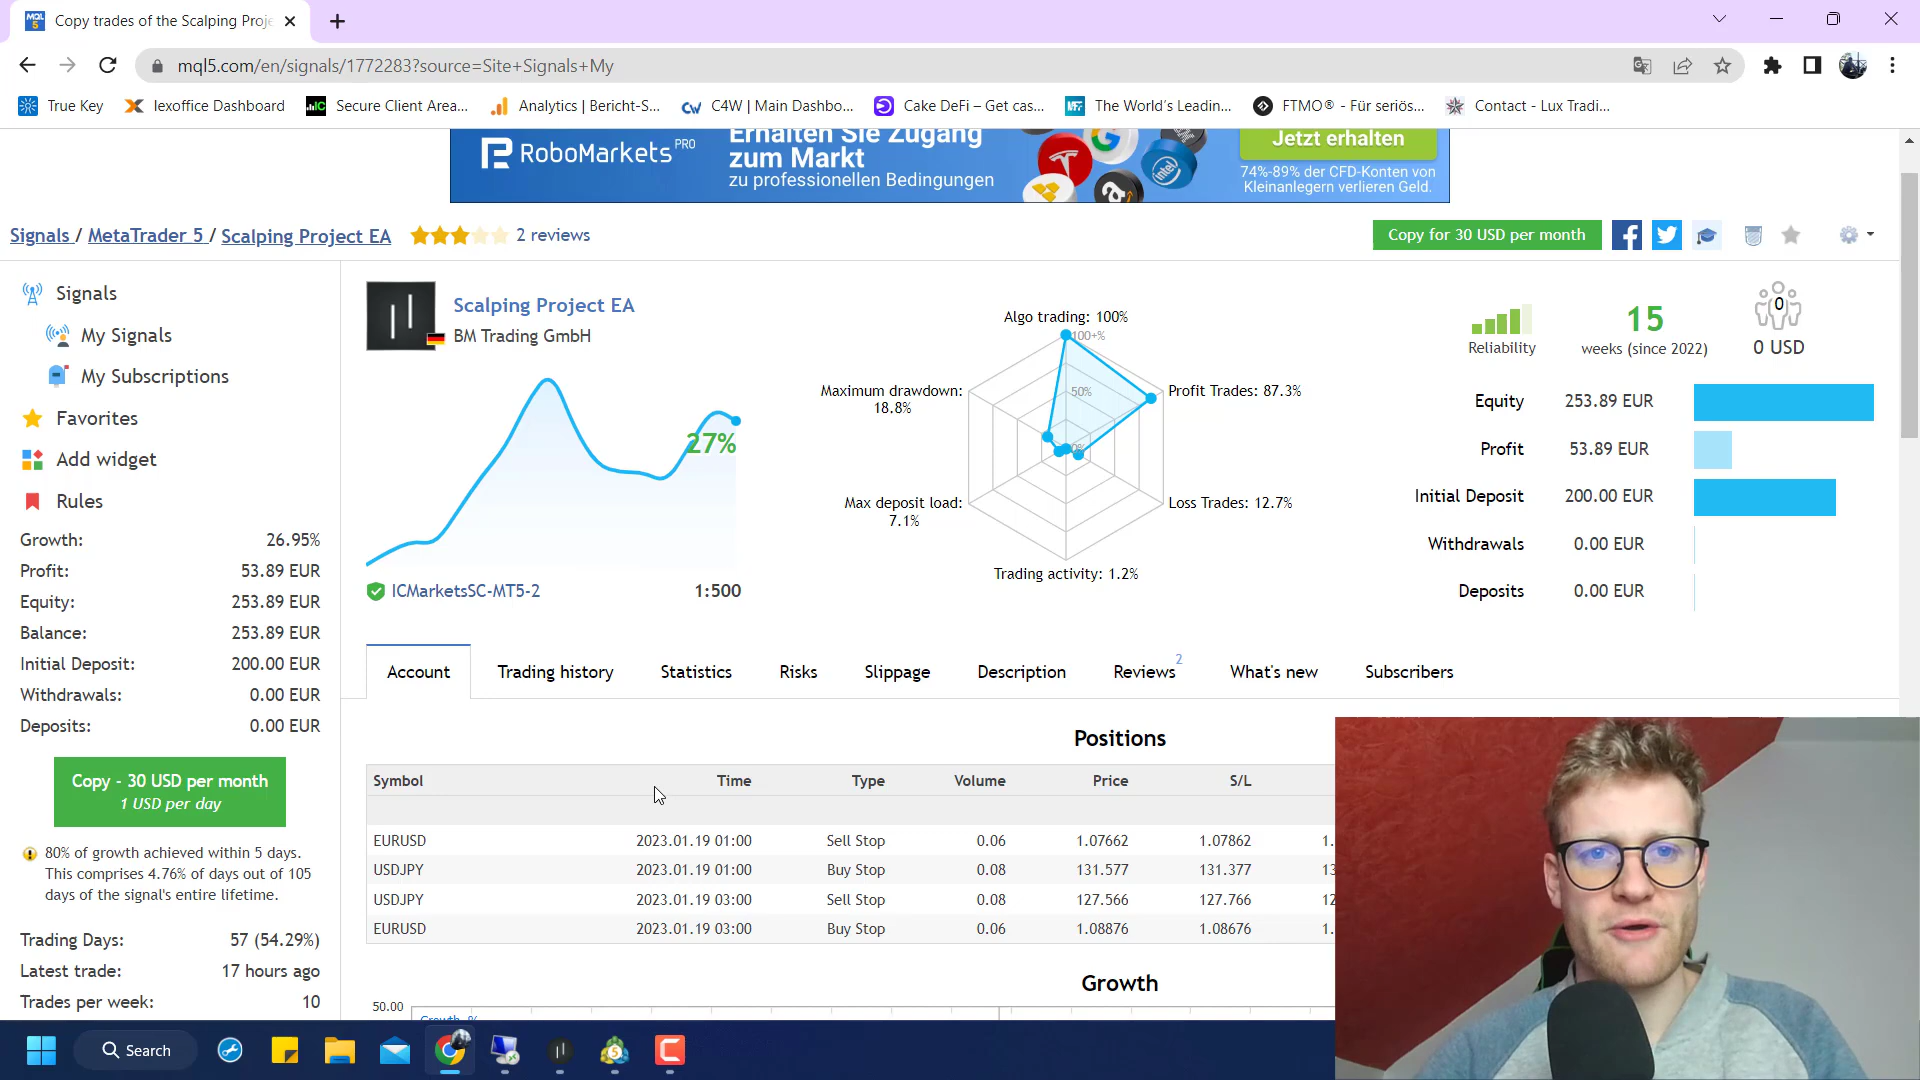 Copy trades of the Scalping Proje
mql5.com/en/signals/1772283?source=Site+Signals+My
True Key
lexoffice Dashboard
Secure Client Area...
Analytics | Bericht-S...
C4W | Main Dashbo...
Cake DeFi – Get cas...
The World's Leadin...
FTMO® - Für seriös...
Contact - Lux Tradi...
RoboMarkets PRO
Erhalten Sie Zugang
zum Markt
zu professionellen Bedingungen
Jetzt erhalten
74%-89% der CFD-Konten von
Kleinanlegern verlieren Geld.
Signals / MetaTrader 5 / Scalping Project EA
2 reviews
Copy for 30 USD per month
Signals
My Signals
My Subscriptions
Favorites
Add widget
Rules
Growth: 26.95%
Profit: 53.89 EUR
Equity: 253.89 EUR
Balance: 253.89 EUR
Initial Deposit: 200.00 EUR
Withdrawals: 0.00 EUR
Deposits: 0.00 EUR
Copy - 30 USD per month
1 USD per day
80% of growth achieved within 5 days.
This comprises 4.76% of days out of 105
days of the signal's entire lifetime.
Trading Days: 57 (54.29%)
Latest trade: 17 hours ago
Trades per week: 10
Scalping Project EA
BM Trading GmbH
27%
ICMarketsSC-MT5-2 1:500
Algo trading: 100%
100+%
50%
0%
Maximum drawdown:
18.8%
Profit Trades: 87.3%
Max deposit load:
7.1%
Loss Trades: 12.7%
Trading activity: 1.2%
Reliability
15
weeks (since 2022)
0
0 USD
Equity 253.89 EUR
Profit 53.89 EUR
Initial Deposit 200.00 EUR
Withdrawals 0.00 EUR
Deposits 0.00 EUR
Account Trading history Statistics Risks Slippage Description Reviews 2 What's new Subscribers
Positions
Symbol Time Type Volume Price S/L
EURUSD 2023.01.19 01:00 Sell Stop 0.06 1.07662 1.07862 1.
USDJPY 2023.01.19 01:00 Buy Stop 0.08 131.577 131.377 13
USDJPY 2023.01.19 03:00 Sell Stop 0.08 127.566 127.766 12
EURUSD 2023.01.19 03:00 Buy Stop 0.06 1.08876 1.08676 1.
Growth
50.00
Growth, %
Search